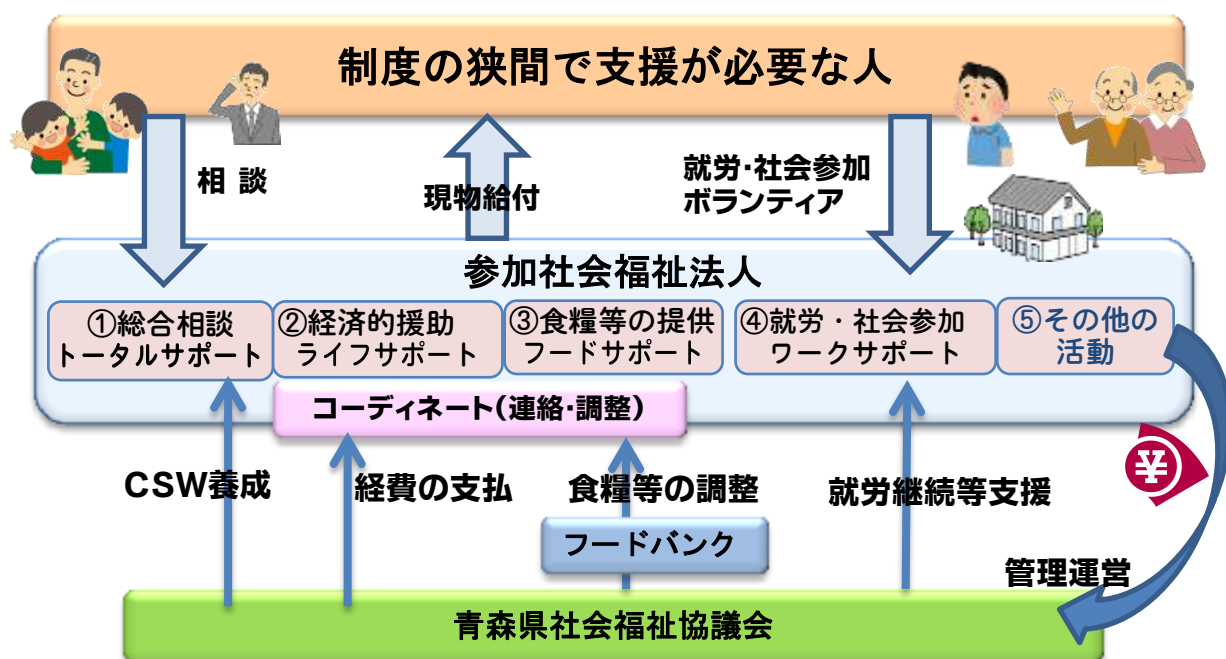 制度の狭間で支援が必要な人
相 談
現物給付
就労・社会参加
ボランティア
参加社会福祉法人
①総合相談
トータルサポート
②経済的援助
ライフサポート
③食糧等の提供
フードサポート
④就労・社会参加
ワークサポート
⑤その他の
活動
コーディネート(連絡・調整)
CSW養成
経費の支払
食糧等の調整
就労継続等支援
¥
フードバンク
管理運営
青森県社会福祉協議会